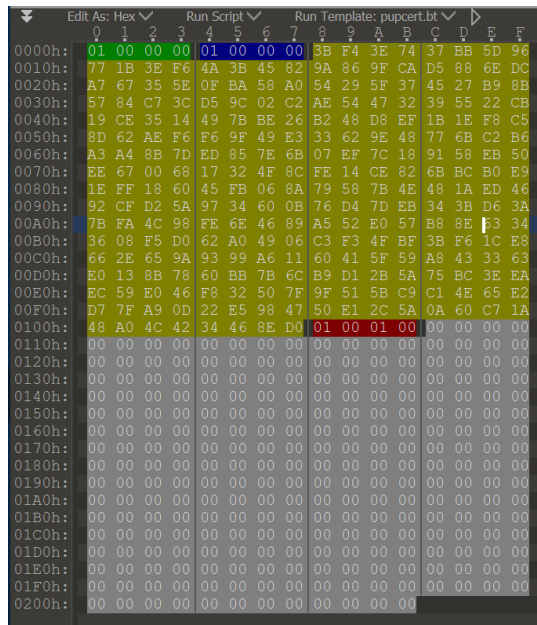 Edit As: Hex Run Script Run Template: pupcert.bt
0 1 2 3 4 5 6 7 8 9 A B C D E F
0000h: 01 00 00 00 01 00 00 00 3B F4 3E 74 37 BB 5D 96
0010h: 77 1B 3E F6 4A 3B 45 82 9A 86 9F CA D5 88 6E DC
0020h: A7 67 35 5E 0F BA 58 A0 54 29 5F 37 45 27 B9 8B
0030h: 57 84 C7 3C D5 9C 02 C2 AE 54 47 32 39 55 22 CB
0040h: 19 CE 35 14 49 7B BE 26 B2 48 D8 EF 1B 1E F8 C5
0050h: 8D 62 AE F6 F6 9F 49 E3 33 62 9E 48 77 6B C2 B6
0060h: A3 A4 8B 7D ED 85 7E 6B 07 EF 7C 18 91 58 EB 50
0070h: EE 67 00 68 17 32 4F 8C FE 14 CE 82 6B BC B0 E9
0080h: 1E FF 18 60 45 FB 06 8A 79 58 7B 4E 48 1A ED 46
0090h: 92 CF D2 5A 97 34 60 0B 76 D4 7D EB 34 3B D6 3A
00A0h: 7B FA 4C 98 FE 6E 46 89 A5 52 E0 57 B8 8E 53 34
00B0h: 36 08 F5 D0 62 A0 49 06 C3 F3 4F BF 3B F6 1C E8
00C0h: 66 2E 65 9A 93 99 A6 11 60 41 5F 59 A8 43 33 63
00D0h: E0 13 8B 78 60 BB 7B 6C B9 D1 2B 5A 75 BC 3E EA
00E0h: EC 59 E0 46 F8 32 50 7F 9F 51 5B C9 C1 4E 65 E2
00F0h: D7 7F A9 0D 22 E5 98 47 50 E1 2C 5A 0A 60 C7 1A
0100h: 48 A0 4C 42 34 46 8E D0 01 00 01 00 00 00 00 00
0110h: 00 00 00 00 00 00 00 00 00 00 00 00 00 00 00 00
0120h: 00 00 00 00 00 00 00 00 00 00 00 00 00 00 00 00
0130h: 00 00 00 00 00 00 00 00 00 00 00 00 00 00 00 00
0140h: 00 00 00 00 00 00 00 00 00 00 00 00 00 00 00 00
0150h: 00 00 00 00 00 00 00 00 00 00 00 00 00 00 00 00
0160h: 00 00 00 00 00 00 00 00 00 00 00 00 00 00 00 00
0170h: 00 00 00 00 00 00 00 00 00 00 00 00 00 00 00 00
0180h: 00 00 00 00 00 00 00 00 00 00 00 00 00 00 00 00
0190h: 00 00 00 00 00 00 00 00 00 00 00 00 00 00 00 00
01A0h: 00 00 00 00 00 00 00 00 00 00 00 00 00 00 00 00
01B0h: 00 00 00 00 00 00 00 00 00 00 00 00 00 00 00 00
01C0h: 00 00 00 00 00 00 00 00 00 00 00 00 00 00 00 00
01D0h: 00 00 00 00 00 00 00 00 00 00 00 00 00 00 00 00
01E0h: 00 00 00 00 00 00 00 00 00 00 00 00 00 00 00 00
01F0h: 00 00 00 00 00 00 00 00 00 00 00 00 00 00 00 00
0200h: 00 00 00 00 00 00 00 00 00 00 00 00